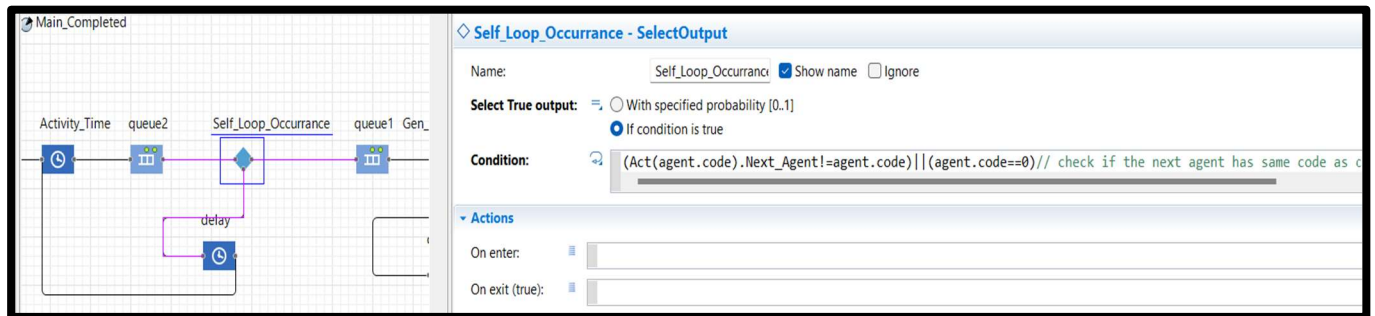 Main_Completed
Activity_Time queue2 Self_Loop_Occurrance queue1 Gen_
delay
Self_Loop_Occurrance - SelectOutput
Name: Self_Loop_Occurrance Show name Ignore
Select True output: With specified probability [0..1]
If condition is true
Condition: (Act(agent.code).Next_Agent!=agent.code)||(agent.code==0)// check if the next agent has same code as c
Actions
On enter:
On exit (true):